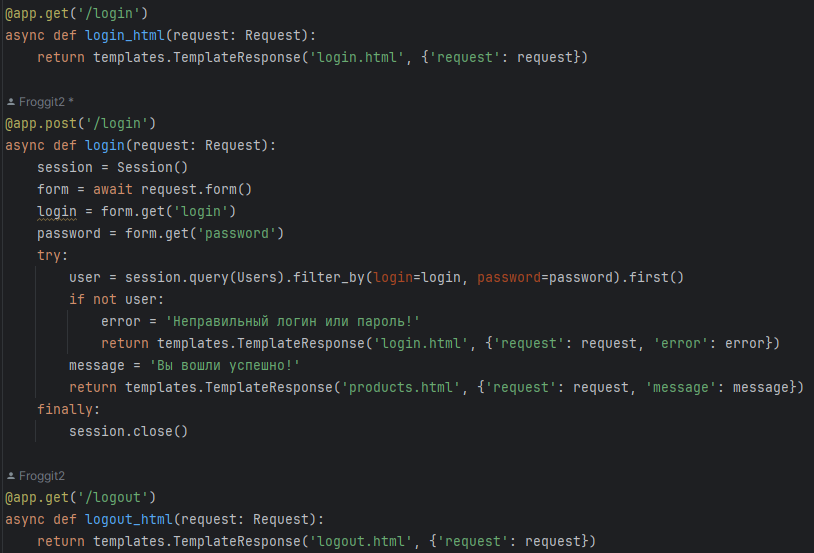 @app.get('/login')
async def login_html(request: Request):
    return templates.TemplateResponse('login.html', {'request': request})
Froggit2 *
@app.post('/login')
async def login(request: Request):
    session = Session()
    form = await request.form()
    login = form.get('login')
    password = form.get('password')
    try:
        user = session.query(Users).filter_by(login=login, password=password).first()
        if not user:
            error = 'Неправильный логин или пароль!'
            return templates.TemplateResponse('login.html', {'request': request, 'error': error})
        message = 'Вы вошли успешно!'
        return templates.TemplateResponse('products.html', {'request': request, 'message': message})
    finally:
        session.close()
Froggit2
@app.get('/logout')
async def logout_html(request: Request):
    return templates.TemplateResponse('logout.html', {'request': request})